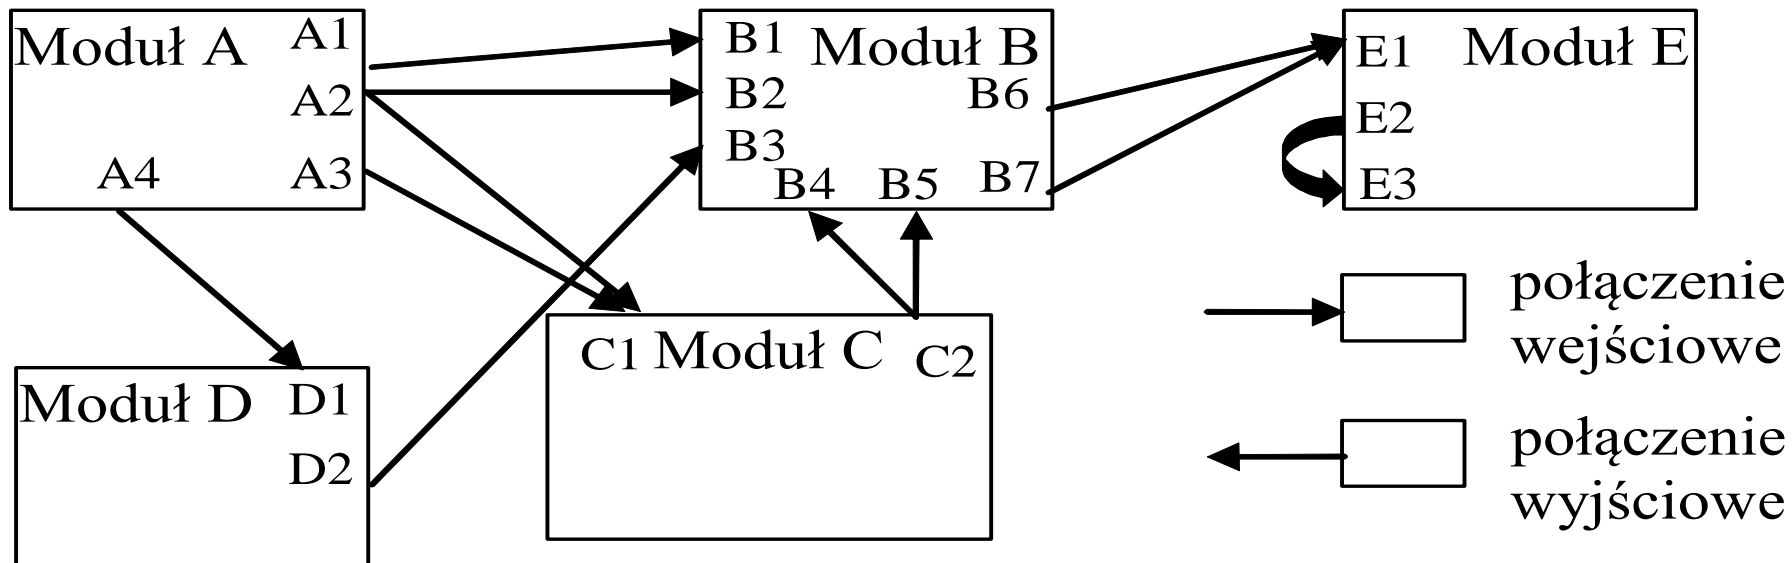 Moduł A
A1
A2
A3
A4
Moduł B
B1
B2
B3
B4
B5
B6
B7
Moduł E
E1
E2
E3
Moduł D
D1
D2
C1 Moduł C
C2
połączenie
wejściowe
połączenie
wyjściowe